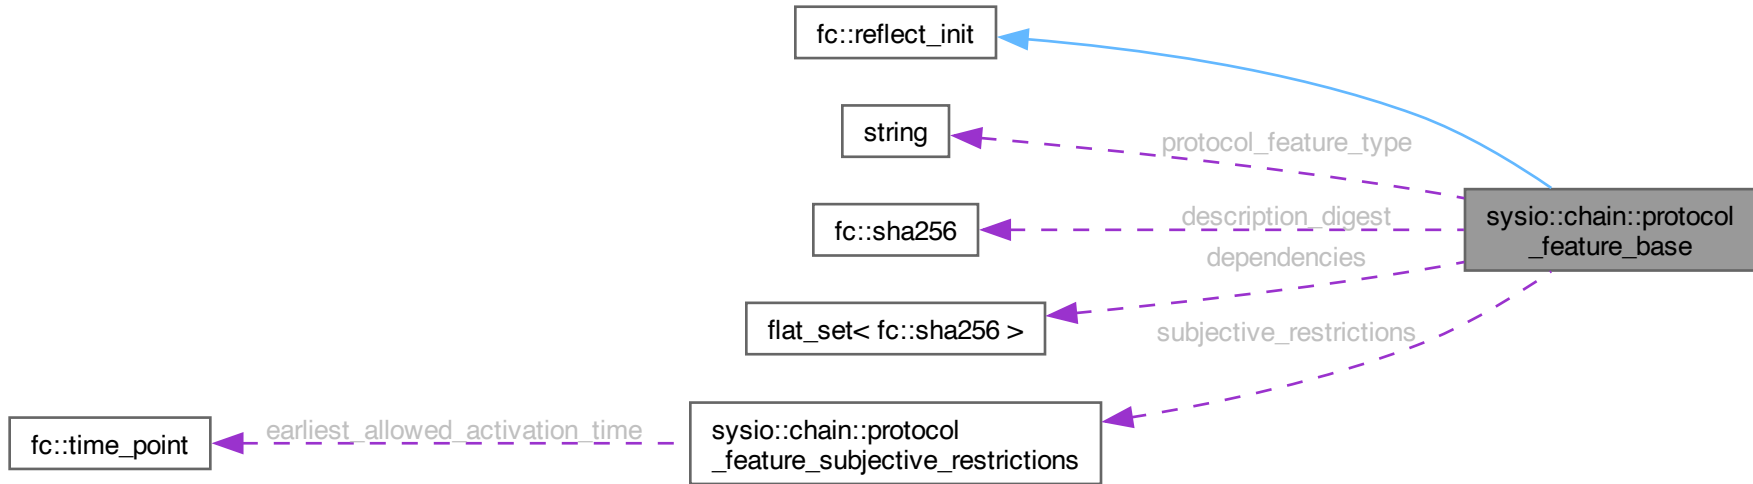 fc::reflect_init
string
protocol_feature_type
sysio::chain::protocol
_feature_base
fc::sha256
description_digest
dependencies
flat_set< fc::sha256 >
subjective_restrictions
fc::time_point
earliest_allowed_activation_time
sysio::chain::protocol
_feature_subjective_restrictions